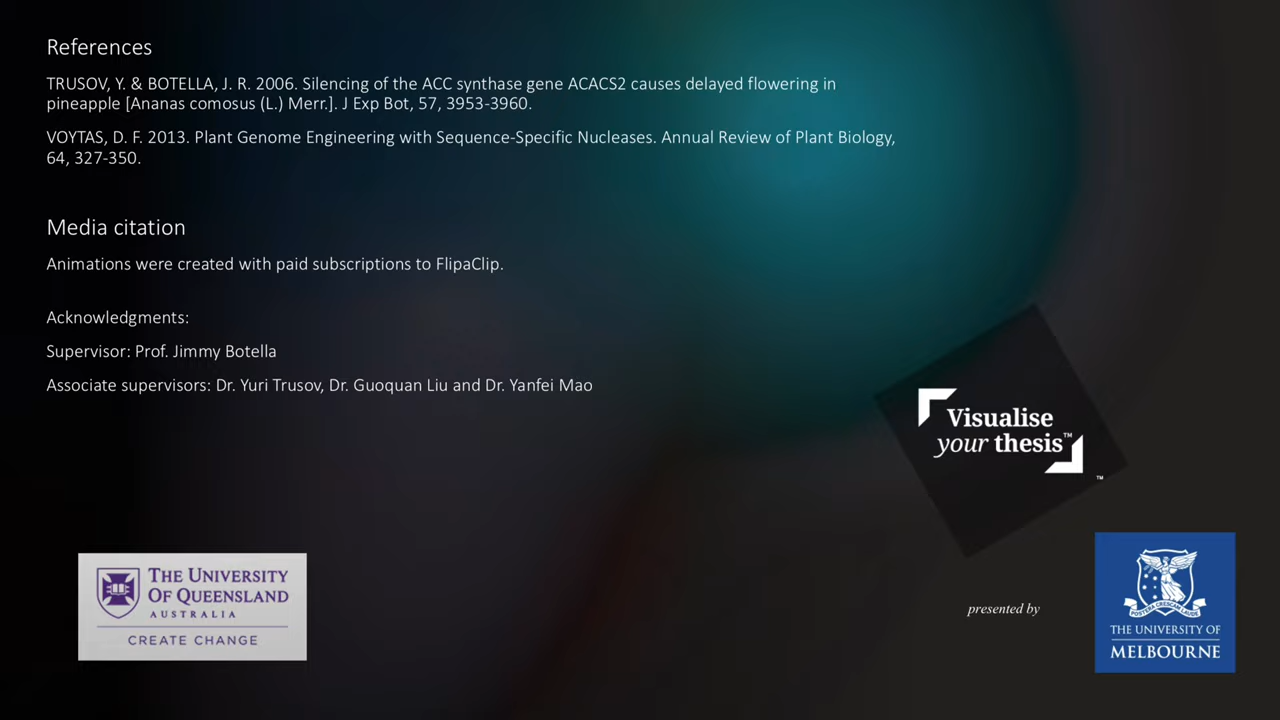 References
TRUSOV, Y. & BOTELLA, J. R. 2006. Silencing of the ACC synthase gene ACACS2 causes delayed flowering in
pineapple [Ananas comosus (L.) Merr.]. J Exp Bot, 57, 3953-3960.
VOYTAS, D. F. 2013. Plant Genome Engineering with Sequence-Specific Nucleases. Annual Review of Plant Biology,
64, 327-350.
Media citation
Animations were created with paid subscriptions to FlipaClip.
Acknowledgments:
Supervisor: Prof. Jimmy Botella
Associate supervisors: Dr. Yuri Trusov, Dr. Guoquan Liu and Dr. Yanfei Mao
Visualise
your thesis™
™
THE UNIVERSITY
OF QUEENSLAND
AUSTRALIA
CREATE CHANGE
presented by
POSTERA CRESCAM LAUDE
THE UNIVERSITY OF
MELBOURNE